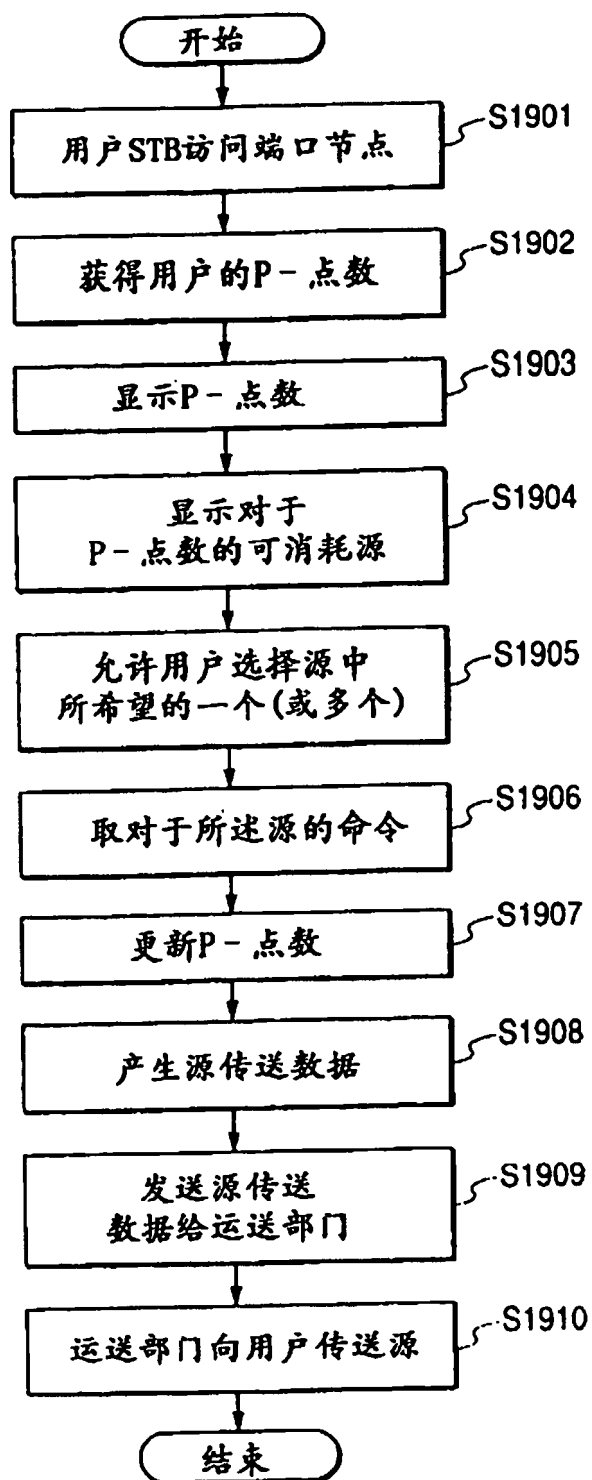 开始
用户STB访问端口节点
S1901
获得用户的P-点数
S1902
显示P-点数
S1903
显示对于
P-点数的可消耗源
S1904
允许用户选择源中
所希望的一个(或多个)
S1905
取对于所述源的命令
S1906
更新P-点数
S1907
产生源传送数据
S1908
发送源传送
数据给运送部门
S1909
运送部门向用户传送源
S1910
结束